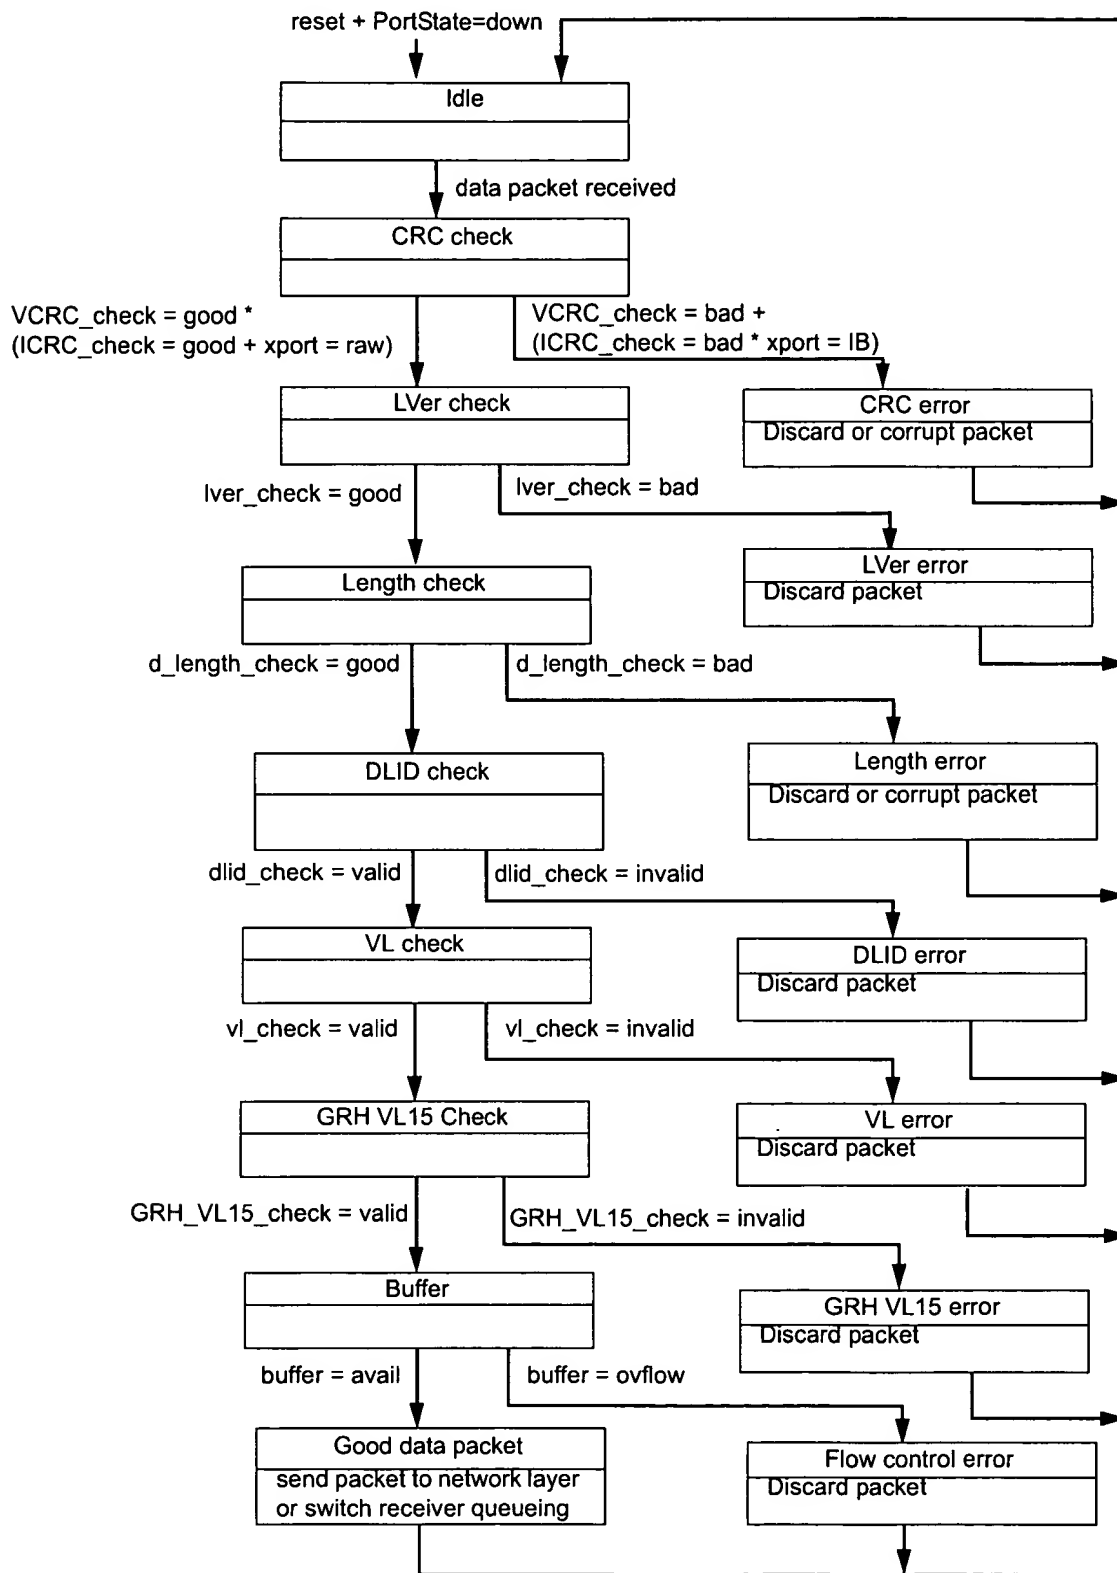 reset + PortState=down
Idle
data packet received
CRC check
VCRC_check = good *
(ICRC_check = good + xport = raw)
VCRC_check = bad +
(ICRC_check = bad * xport = IB)
LVer check
CRC error
Discard or corrupt packet
lver_check = good
lver_check = bad
LVer error
Discard packet
Length check
d_length_check = good
d_length_check = bad
DLID check
Length error
Discard or corrupt packet
dlid_check = valid
dlid_check = invalid
VL check
DLID error
Discard packet
vl_check = valid
vl_check = invalid
GRH VL15 Check
VL error
Discard packet
GRH_VL15_check = valid
GRH_VL15_check = invalid
Buffer
GRH VL15 error
Discard packet
buffer = avail
buffer = ovflow
Good data packet
send packet to network layer
or switch receiver queueing
Flow control error
Discard packet